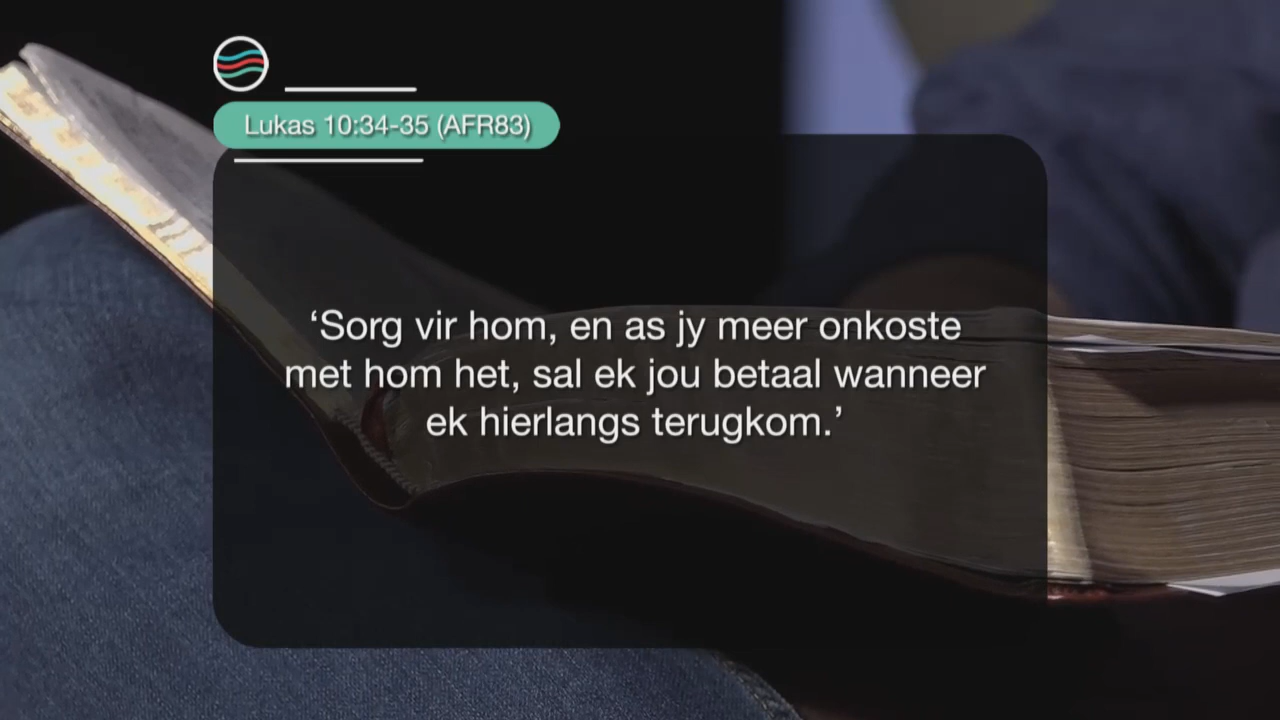 Lukas 10:34-35 (AFR83)
‘Sorg vir hom, en as jy meer onkoste
met hom het, sal ek jou betaal wanneer
ek hierlangs terugkom.’